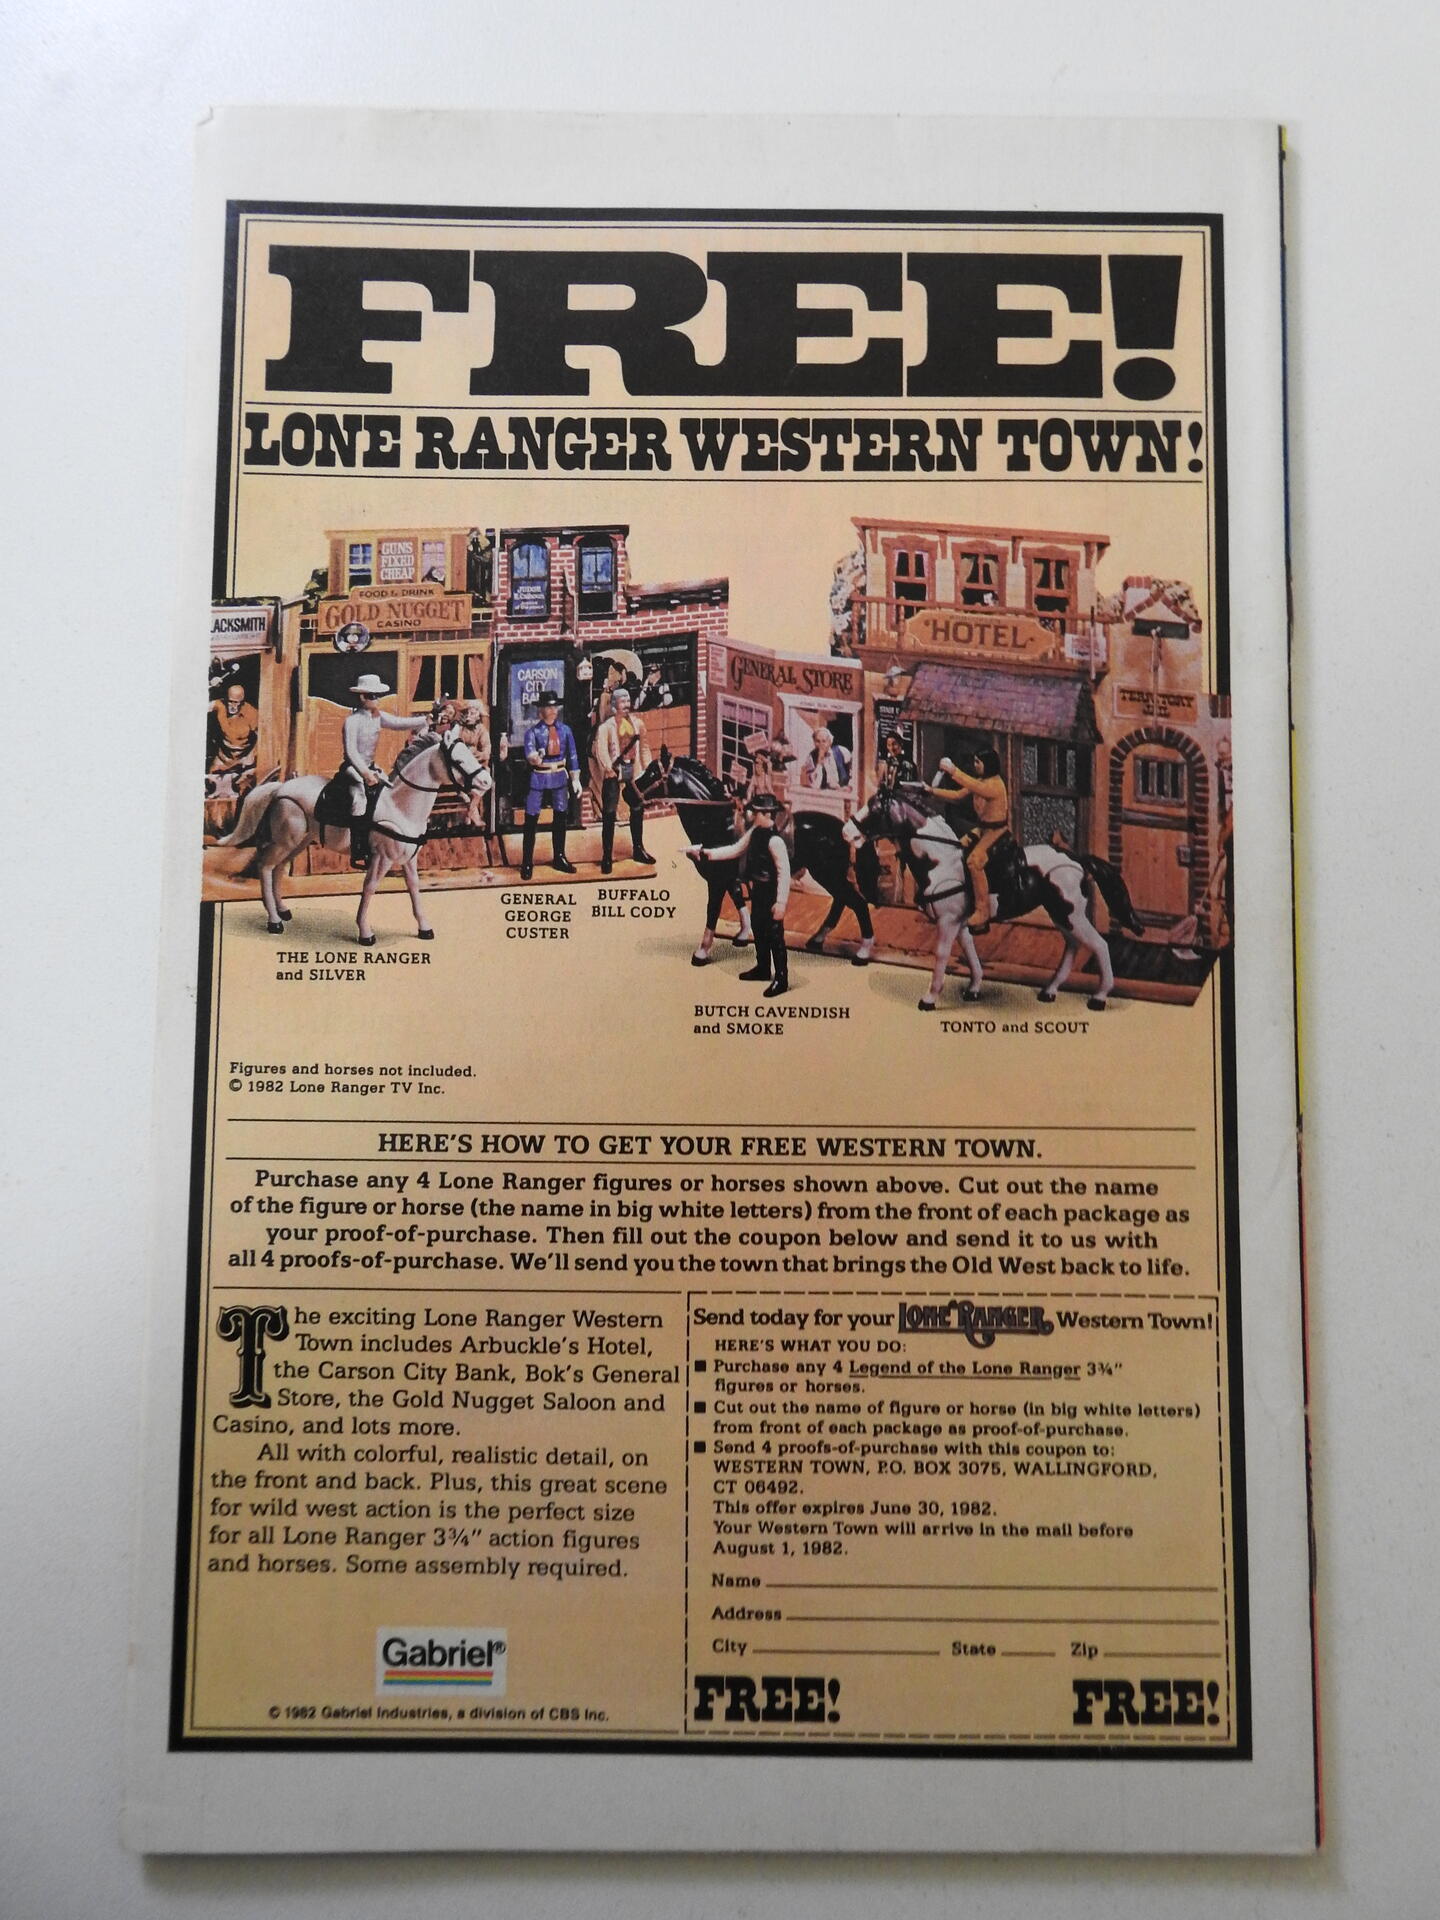 FREE!
LONE RANGER WESTERN TOWN!
GUNS
FIXED
CHEAP
FOOD & DRINK
GOLD NUGGET
CASINO
LACKSMITH
CARSON
CITY
BA
GENERAL STORE
HOTEL
TERRITORY
JAIL
GENERAL
GEORGE
CUSTER
BUFFALO
BILL CODY
THE LONE RANGER
and SILVER
BUTCH CAVENDISH
and SMOKE
TONTO and SCOUT
Figures and horses not included.
© 1982 Lone Ranger TV Inc.
HERE'S HOW TO GET YOUR FREE WESTERN TOWN.
Purchase any 4 Lone Ranger figures or horses shown above. Cut out the name
of the figure or horse (the name in big white letters) from the front of each package as
your proof-of-purchase. Then fill out the coupon below and send it to us with
all 4 proofs-of-purchase. We'll send you the town that brings the Old West back to life.
The exciting Lone Ranger Western
Town includes Arbuckle's Hotel,
the Carson City Bank, Bok's General
Store, the Gold Nugget Saloon and
Casino, and lots more.
All with colorful, realistic detail, on
the front and back. Plus, this great scene
for wild west action is the perfect size
for all Lone Ranger 3¾" action figures
and horses. Some assembly required.
Gabriel®
© 1982 Gabriel Industries, a division of CBS Inc.
Send today for your LONE RANGER Western Town!
HERE'S WHAT YOU DO:
■ Purchase any 4 Legend of the Lone Ranger 3¾"
figures or horses.
■ Cut out the name of figure or horse (in big white letters)
from front of each package as proof-of-purchase.
■ Send 4 proofs-of-purchase with this coupon to:
WESTERN TOWN, P.O. BOX 3075, WALLINGFORD,
CT 06492.
This offer expires June 30, 1982.
Your Western Town will arrive in the mail before
August 1, 1982.
Name
Address
City State Zip
FREE! FREE!